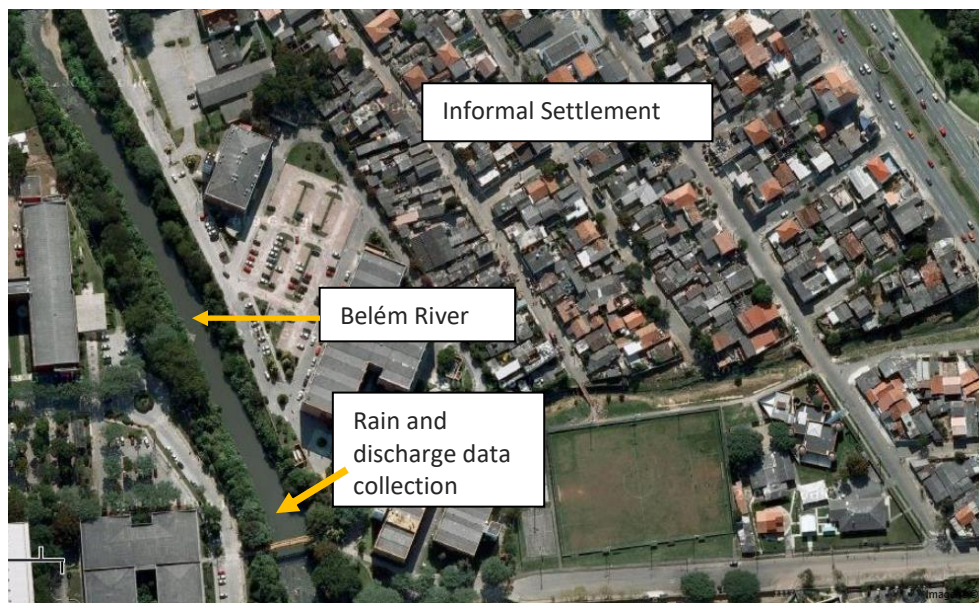 Informal Settlement
Belém River
Rain and
discharge data
collection